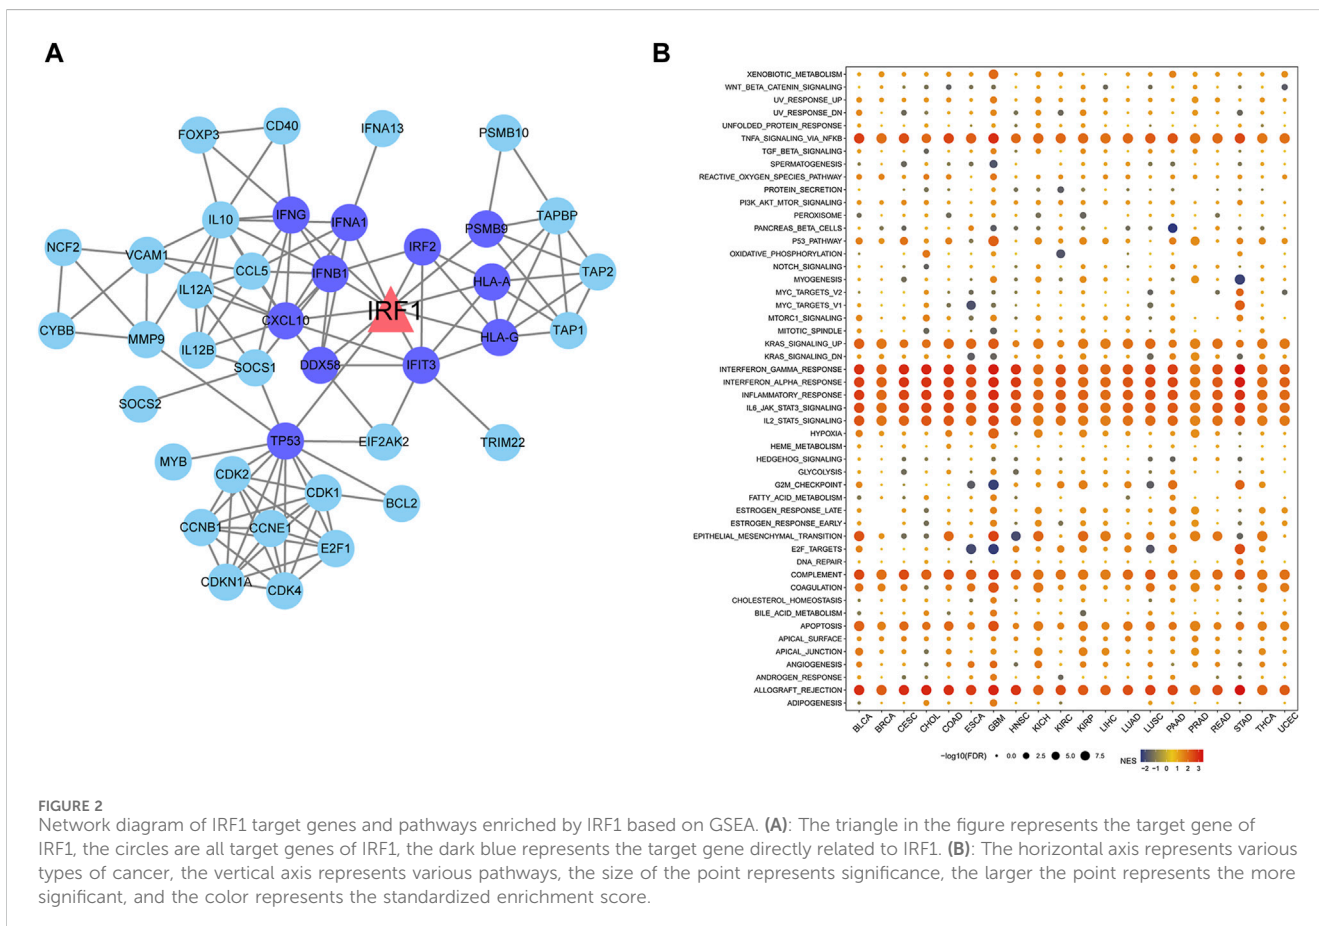 A
B
FOXP3
CD40
IFNA13
PSMB10
IL10
IFNG
IFNA1
PSMB9
TAPBP
NCF2
VCAM1
CCL5
IFNB1
IRF2
HLA-A
TAP2
IL12A
CXCL10
IRF1
HLA-G
TAP1
CYBB
MMP9
IL12B
SOCS1
DDX58
IFIT3
SOCS2
TP53
EIF2AK2
TRIM22
MYB
CDK2
CDK1
BCL2
CCNB1
CCNE1
E2F1
CDKN1A
CDK4
XENOBIOTIC_METABOLISM
WNT_BETA_CATENIN_SIGNALING
UV_RESPONSE_UP
UV_RESPONSE_DN
UNFOLDED_PROTEIN_RESPONSE
TNFA_SIGNALING_VIA_NFKB
TGF_BETA_SIGNALING
SPERMATOGENESIS
REACTIVE_OXYGEN_SPECIES_PATHWAY
PROTEIN_SECRETION
PI3K_AKT_MTOR_SIGNALING
PEROXISOME
PANCREAS_BETA_CELLS
P53_PATHWAY
OXIDATIVE_PHOSPHORYLATION
NOTCH_SIGNALING
MYOGENESIS
MYC_TARGETS_V2
MYC_TARGETS_V1
MTORC1_SIGNALING
MITOTIC_SPINDLE
KRAS_SIGNALING_UP
KRAS_SIGNALING_DN
INTERFERON_GAMMA_RESPONSE
INTERFERON_ALPHA_RESPONSE
INFLAMMATORY_RESPONSE
IL6_JAK_STAT3_SIGNALING
IL2_STAT5_SIGNALING
HYPOXIA
HEME_METABOLISM
HEDGEHOG_SIGNALING
GLYCOLYSIS
G2M_CHECKPOINT
FATTY_ACID_METABOLISM
ESTROGEN_RESPONSE_LATE
ESTROGEN_RESPONSE_EARLY
EPITHELIAL_MESENCHYMAL_TRANSITION
E2F_TARGETS
DNA_REPAIR
COMPLEMENT
COAGULATION
CHOLESTEROL_HOMEOSTASIS
BILE_ACID_METABOLISM
APOPTOSIS
APICAL_SURFACE
APICAL_JUNCTION
ANGIOGENESIS
ANDROGEN_RESPONSE
ALLOGRAFT_REJECTION
ADIPOGENESIS
BLCA BRCA CESC CHOL COAD ESCA GBM HNSC KICH KIRC KIRP LIHC LUAD LUSC PAAD PRAD READ STAD THCA UCEC
−log10(FDR) 0.0 2.5 5.0 7.5
NES −2 −1 0 1 2 3
FIGURE 2
Network diagram of IRF1 target genes and pathways enriched by IRF1 based on GSEA. (A): The triangle in the figure represents the target gene of
IRF1, the circles are all target genes of IRF1, the dark blue represents the target gene directly related to IRF1. (B): The horizontal axis represents various
types of cancer, the vertical axis represents various pathways, the size of the point represents significance, the larger the point represents the more
significant, and the color represents the standardized enrichment score.